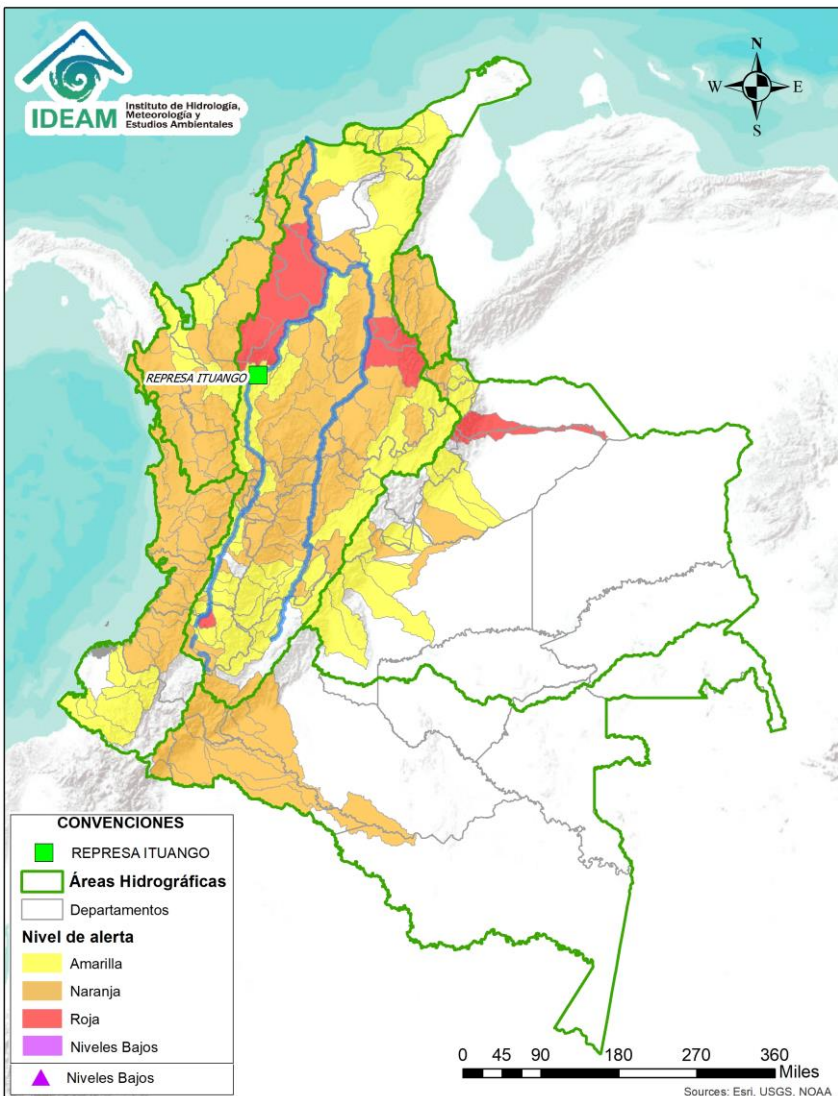 IDEAM
Instituto de Hidrología,
Meteorología y
Estudios Ambientales
N
W
E
S
REPRESA ITUANGO
CONVENCIONES
REPRESA ITUANGO
Áreas Hidrográficas
Departamentos
Nivel de alerta
Amarilla
Naranja
Roja
Niveles Bajos
Niveles Bajos
0 45 90 180 270 360
Miles
Sources: Esri, USGS, NOAA